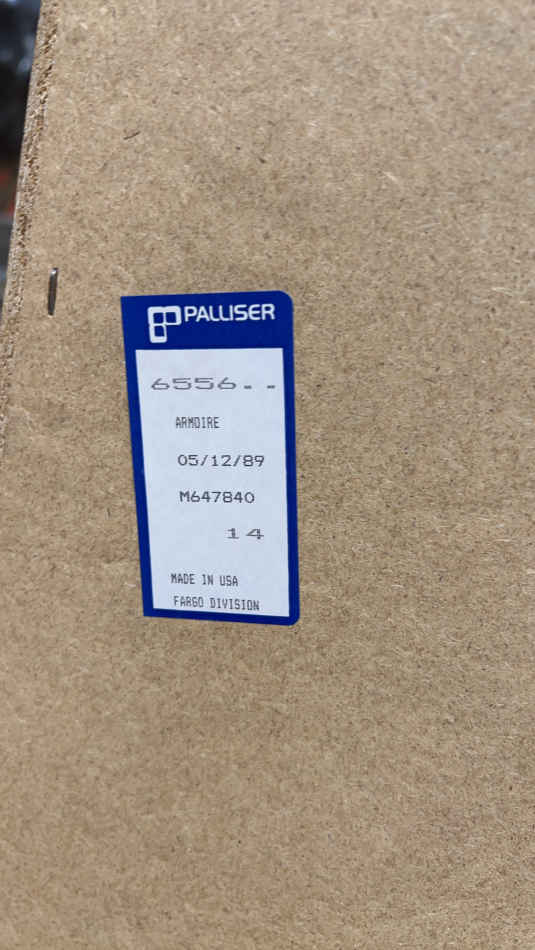 PALLISER
6556..
ARMOIRE
05/12/89
M647840
14
MADE IN USA
FARGO DIVISION